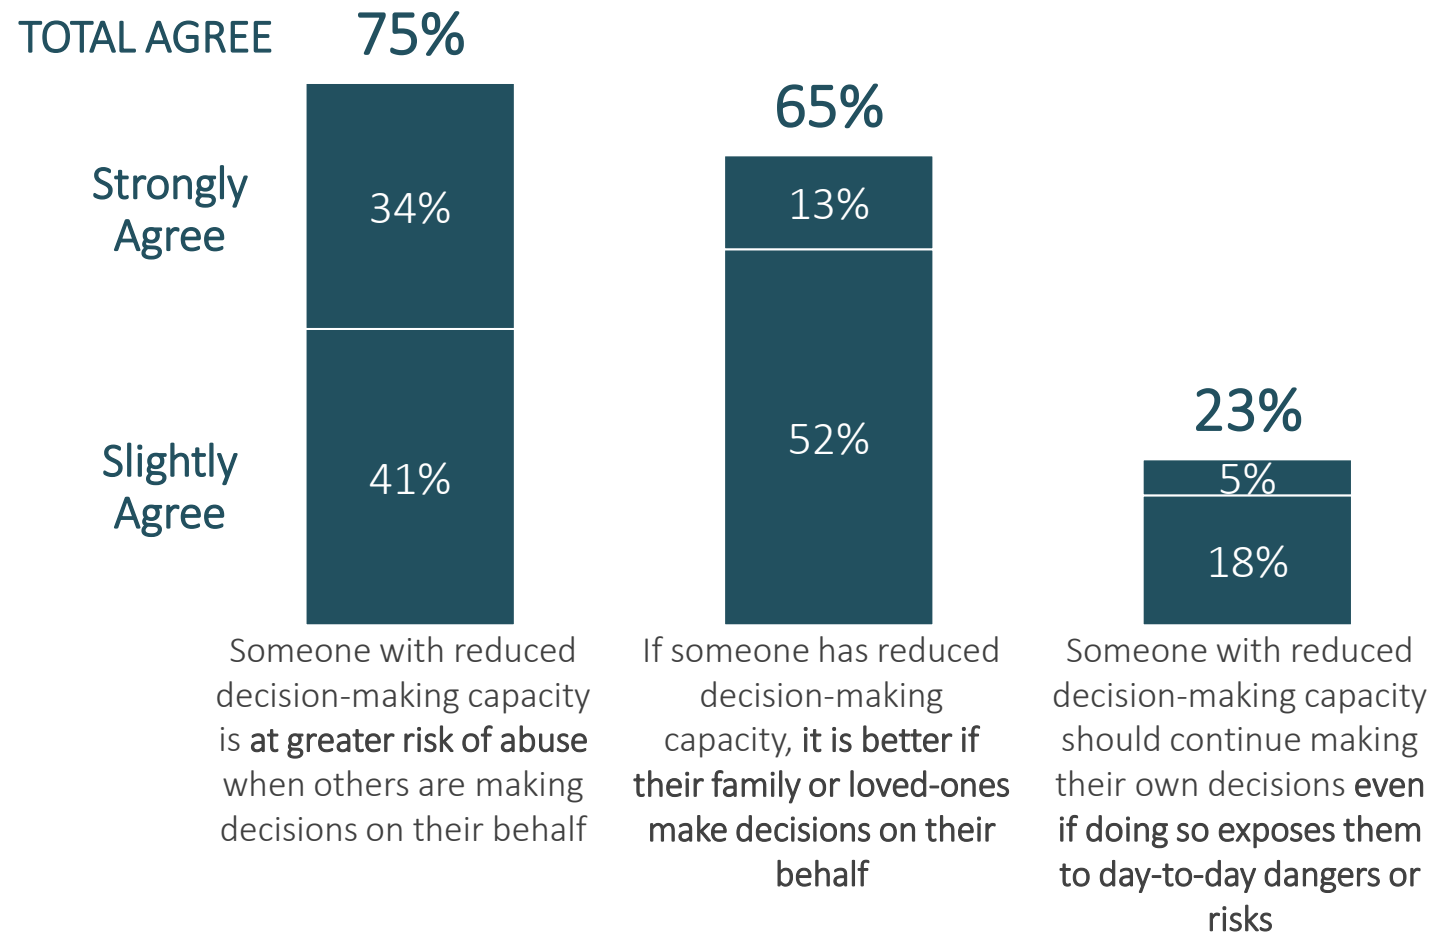 TOTAL AGREE
75%
65%
23%
Strongly
Agree
34%
13%
5%
Slightly
Agree
41%
52%
18%
Someone with reduced
decision-making capacity
is at greater risk of abuse
when others are making
decisions on their behalf
If someone has reduced
decision-making
capacity, it is better if
their family or loved-ones
make decisions on their
behalf
Someone with reduced
decision-making capacity
should continue making
their own decisions even
if doing so exposes them
to day-to-day dangers or
risks